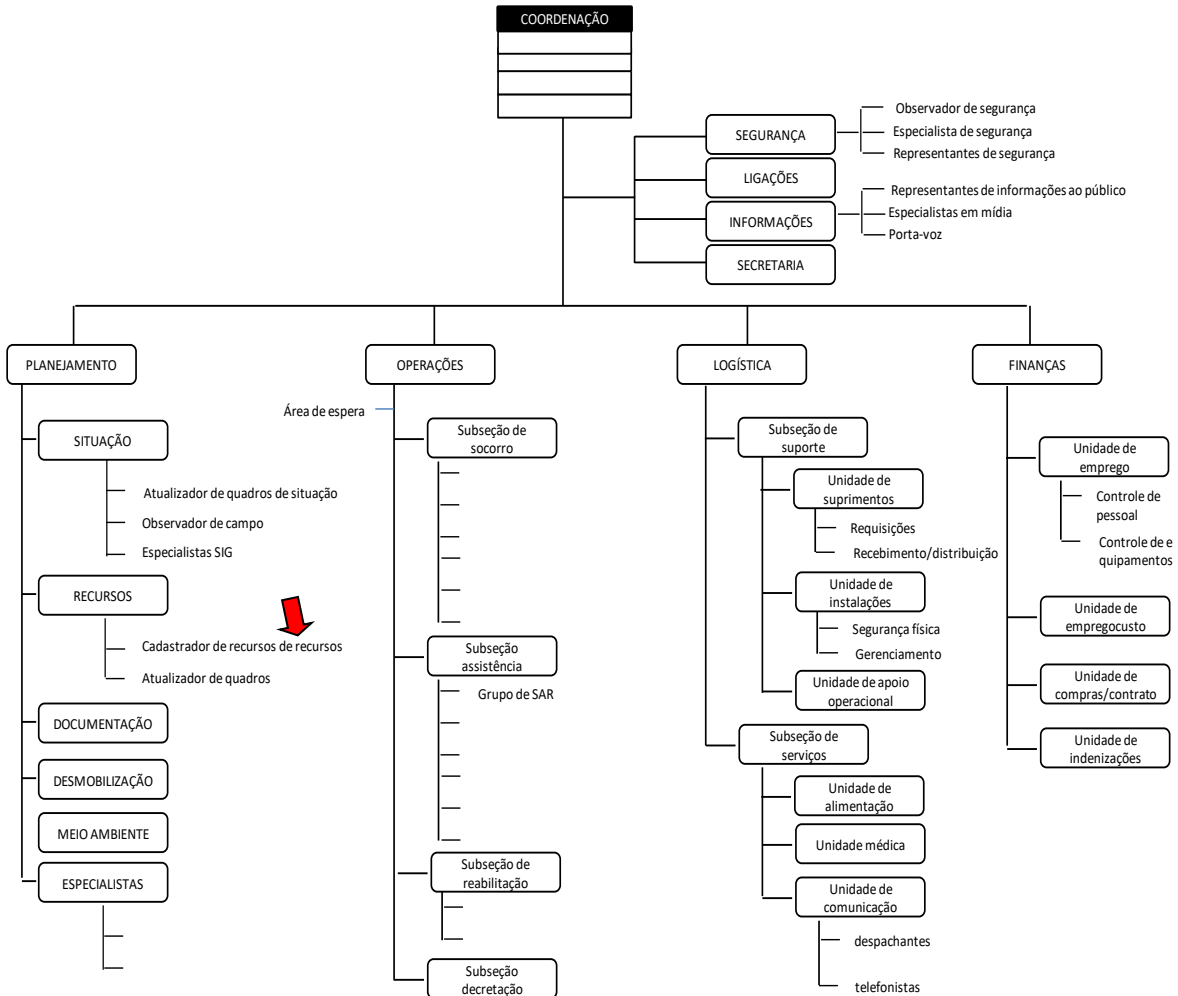 COORDENAÇÃO
SEGURANÇA
Observador de segurança
Especialista de segurança
Representantes de segurança
LIGAÇÕES
INFORMAÇÕES
Representantes de informações ao público
Especialistas em mídia
Porta-voz
SECRETARIA
PLANEJAMENTO
SITUAÇÃO
Atualizador de quadros de situação
Observador de campo
Especialistas SIG
RECURSOS
Cadastrador de recursos de recursos
Atualizador de quadros
DOCUMENTAÇÃO
DESMOBILIZAÇÃO
MEIO AMBIENTE
ESPECIALISTAS
OPERAÇÕES
Área de espera
Subseção de
socorro
Subseção
assistência
Grupo de SAR
Subseção de
reabilitação
Subseção
decretação
LOGÍSTICA
Subseção de
suporte
Unidade de
suprimentos
Requisições
Recebimento/distribuição
Unidade de
instalações
Segurança física
Gerenciamento
Unidade de apoio
operacional
Subseção de
serviços
Unidade de
alimentação
Unidade médica
Unidade de
comunicação
despachantes
telefonistas
FINANÇAS
Unidade de
emprego
Controle de
pessoal
Controle de e
quipamentos
Unidade de
empregocusto
Unidade de
compras/contrato
Unidade de
indenizações